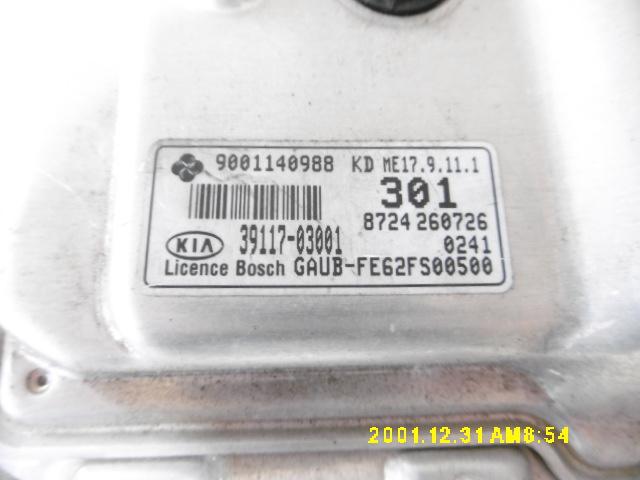 9001140988 KD ME17.9.11.1
301
8724 260726
KIA 39117-03001 0241
Licence Bosch GAUB-FE62FS00500
2001.12.31 AM8:54